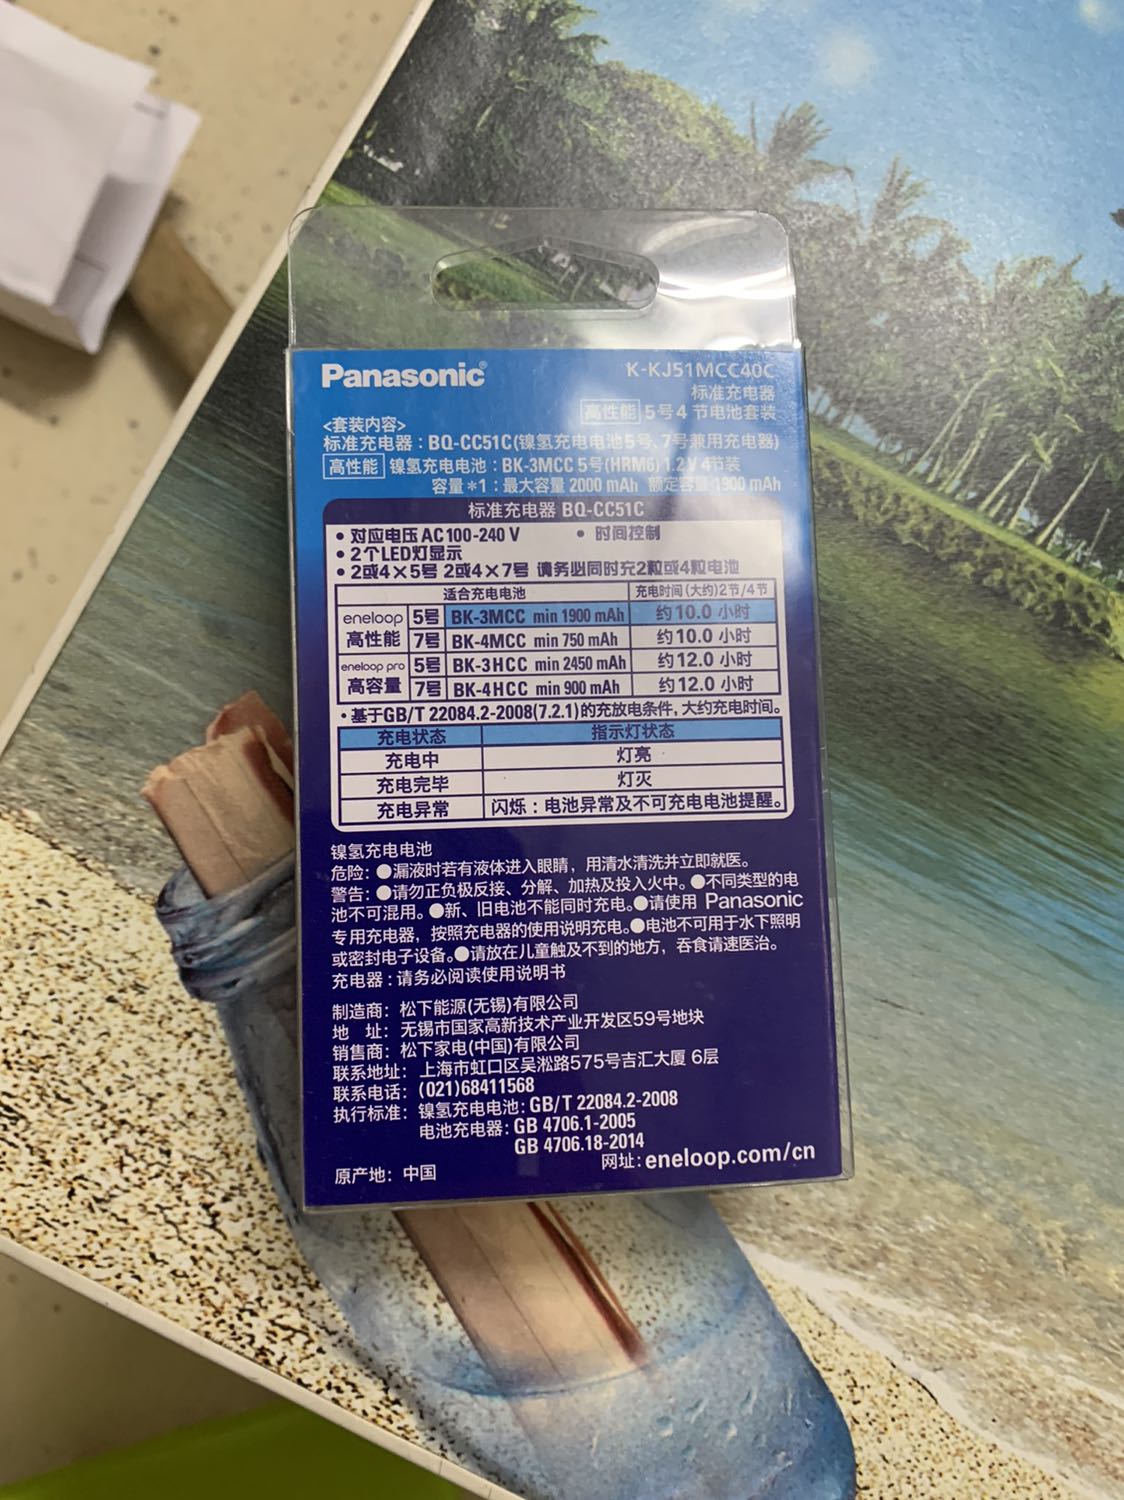 Panasonic®
K-KJ51MCC40C
标准充电器
高性能 5号4 节电池套装
<套装内容>
标准充电器：BQ-CC51C(镍氢充电电池5号、7号兼用充电器)
高性能 镍氢充电电池：BK-3MCC 5号(HRM6) 1.2 V 4节装
容量*1：最大容量 2000 mAh 额定容量 1900 mAh
标准充电器 BQ-CC51C
• 对应电压 AC 100-240 V • 时间控制
• 2个LED灯显示
• 2或4×5号 2或4×7号 请务必同时充2粒或4粒电池
适合充电电池 充电时间(大约)2节/4节
eneloop 高性能 5号 BK-3MCC min 1900 mAh 约10.0 小时
7号 BK-4MCC min 750 mAh 约10.0 小时
eneloop pro 高容量 5号 BK-3HCC min 2450 mAh 约12.0 小时
7号 BK-4HCC min 900 mAh 约12.0 小时
• 基于GB/T 22084.2-2008(7.2.1)的充放电条件，大约充电时间。
充电状态 指示灯状态
充电中 灯亮
充电完毕 灯灭
充电异常 闪烁：电池异常及不可充电电池提醒。
镍氢充电电池
危险：●漏液时若有液体进入眼睛，用清水清洗并立即就医。
警告：●请勿正负极反接、分解、加热及投入火中。●不同类型的电
池不可混用。●新、旧电池不能同时充电。●请使用 Panasonic
专用充电器，按照充电器的使用说明充电。●电池不可用于水下照明
或密封电子设备。●请放在儿童触及不到的地方，吞食请速医治。
充电器：请务必阅读使用说明书
制造商：松下能源(无锡)有限公司
地 址：无锡市国家高新技术产业开发区59号地块
销售商：松下家电(中国)有限公司
联系地址：上海市虹口区吴淞路575号吉汇大厦 6层
联系电话：(021)68411568
执行标准：镍氢充电电池：GB/T 22084.2-2008
电池充电器：GB 4706.1-2005
GB 4706.18-2014
网址：eneloop.com/cn
原产地：中国